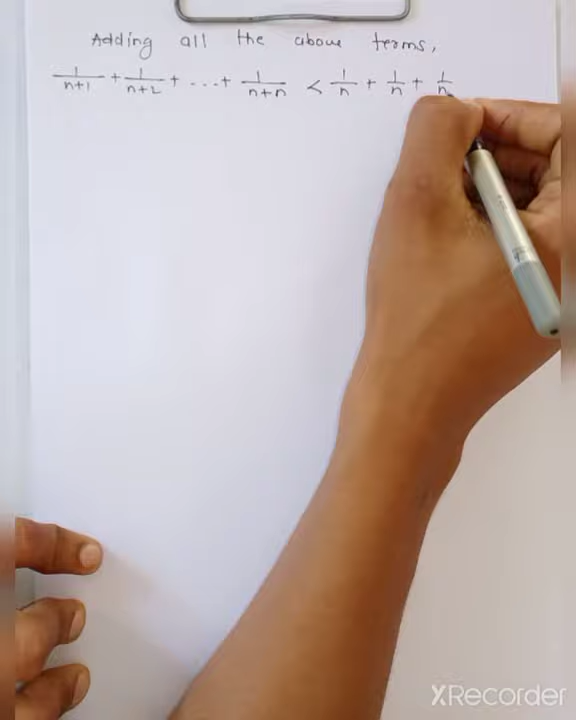 Adding all the above terms,
1/(n+1) + 1/(n+2) + ... + 1/(n+n) < 1/n + 1/n + 1/n
XRecorder